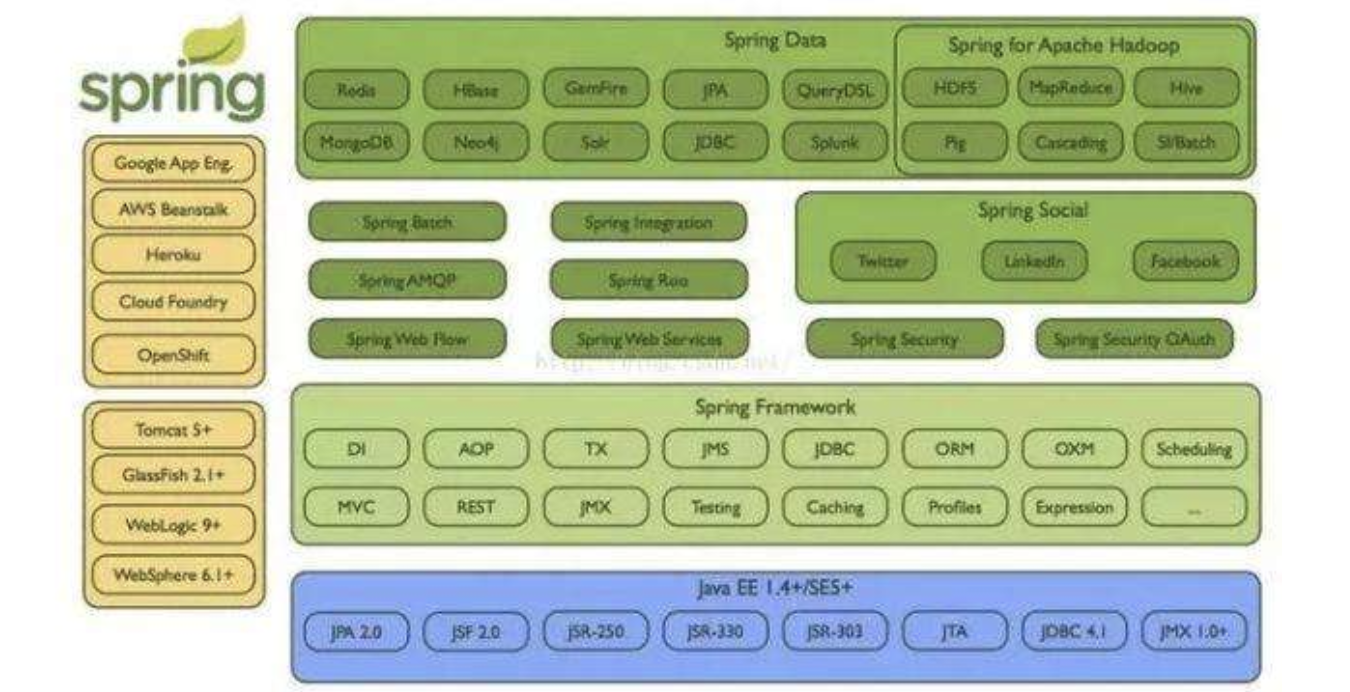 spring
Google App Eng.
AWS Beanstalk
Heroku
Cloud Foundry
OpenShift
Tomcat 5+
GlassFish 2.1+
WebLogic 9+
WebSphere 6.1+
Spring Data
Redis
HBase
GemFire
JPA
QueryDSL
MongoDB
Neo4j
Solr
JDBC
Splunk
Spring for Apache Hadoop
HDFS
MapReduce
Hive
Pig
Cascading
SI/Batch
Spring Batch
Spring Integration
Spring AMQP
Spring Roo
Spring Web Flow
Spring Web Services
Spring Social
Twitter
LinkedIn
Facebook
Spring Security
Spring Security OAuth
Spring Framework
DI
AOP
TX
JMS
JDBC
ORM
OXM
Scheduling
MVC
REST
JMX
Testing
Caching
Profiles
Expression
...
Java EE 1.4+/SE5+
JPA 2.0
JSF 2.0
JSR-250
JSR-330
JSR-303
JTA
JDBC 4.1
JMX 1.0+